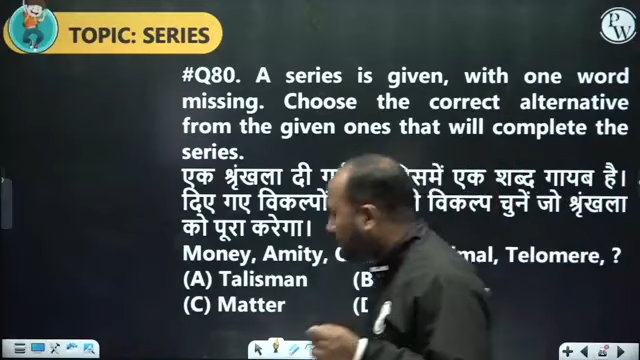 TOPIC: SERIES
PW
#Q80. A series is given, with one word
missing. Choose the correct alternative
from the given ones that will complete the
series.
एक श्रृंखला दी एक शब्द गायब है।
दिए गए विकल्पों विकल्प चुनें जो श्रृंखला
को पूरा करेगा।
Money, Amity, Telomere, ?
(A) Talisman (B
(C) Matter (D